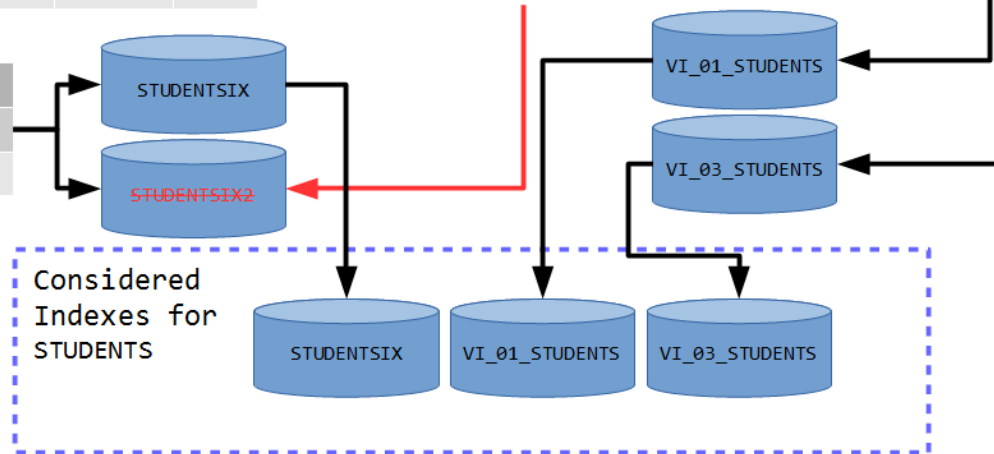 STUDENTSIX
STUDENTSIX2
VI_01_STUDENTS
VI_03_STUDENTS
Considered
Indexes for
STUDENTS
STUDENTSIX
VI_01_STUDENTS
VI_03_STUDENTS